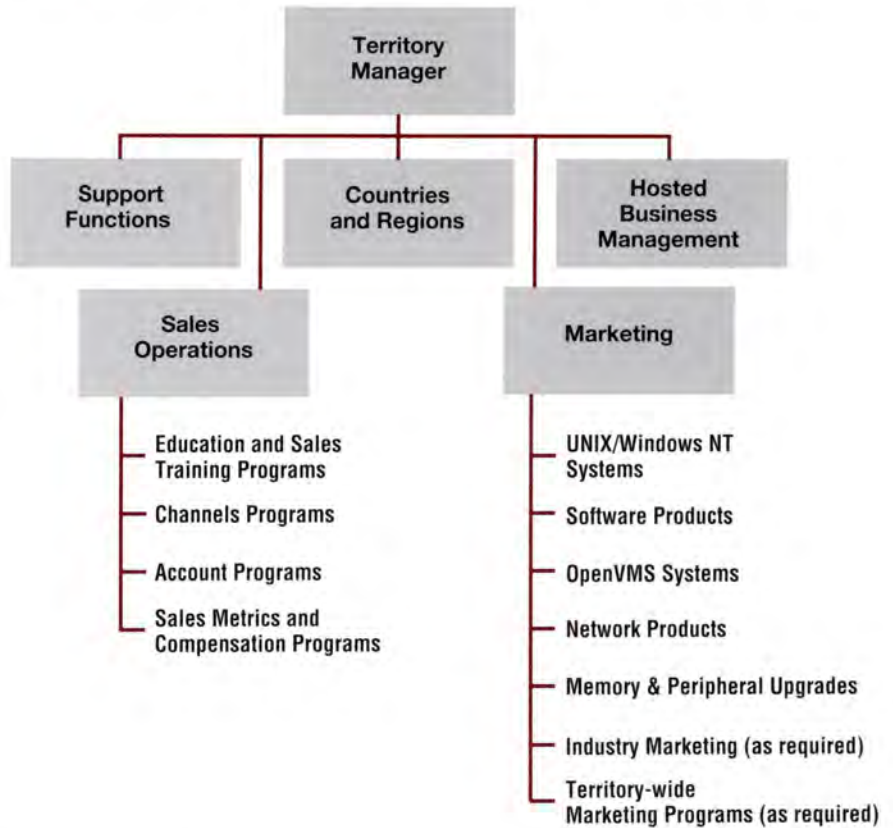 Territory
Manager
Support
Functions
Countries
and Regions
Hosted
Business
Management
Sales
Operations
Marketing
Education and Sales
Training Programs
Channels Programs
Account Programs
Sales Metrics and
Compensation Programs
UNIX/Windows NT
Systems
Software Products
OpenVMS Systems
Network Products
Memory & Peripheral Upgrades
Industry Marketing (as required)
Territory-wide
Marketing Programs (as required)